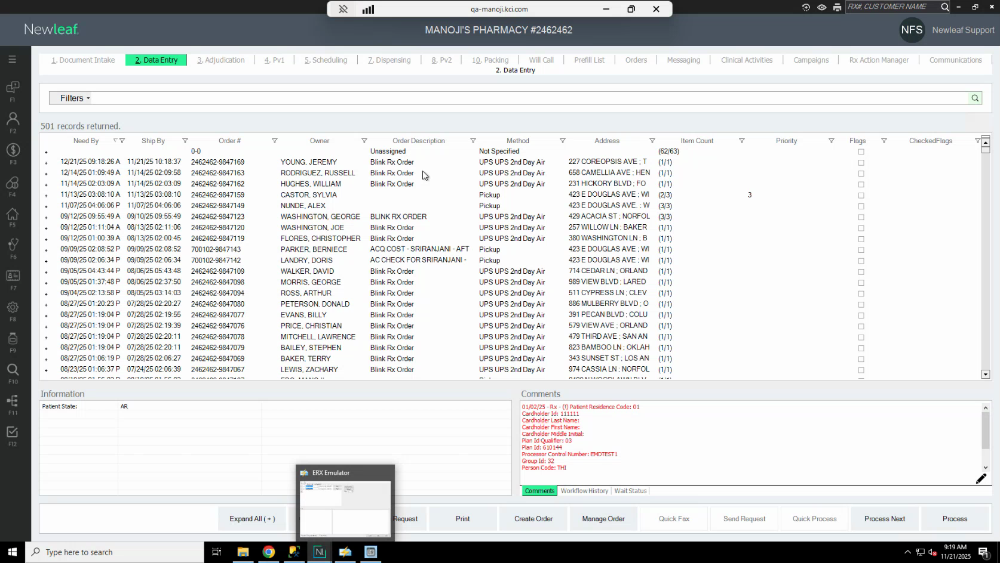 qa-manoji.kci.com
RX#, CUSTOMER NAME
Newleaf.
MANOJI'S PHARMACY #2462462
NFS Newleaf Support
1. Document Intake 2. Data Entry 3. Adjudication 4. Pv1 5. Scheduling 7. Dispensing 8. Pv2 10. Packing Will Call Prefill List Orders Messaging Clinical Activities Campaigns Rx Action Manager Communications
2. Data Entry
Filters
501 records returned.
Need By Ship By Order # Owner Order Description Method Address Item Count Priority Flags CheckedFlags
+ 0-0 Unassigned Not Specified (62/63)
+ 12/21/25 09:18:26 A 11/21/25 10:18:37 2462462-9847169 YOUNG, JEREMY Blink Rx Order UPS UPS 2nd Day Air 227 COREOPSIS AVE ; T (1/1)
+ 12/14/25 01:09:49 A 11/14/25 02:09:58 2462462-9847163 RODRIGUEZ, RUSSELL Blink Rx Order UPS UPS 2nd Day Air 658 CAMELLIA AVE ; HEN (1/1)
+ 11/14/25 02:03:09 A 11/14/25 02:03:09 2462462-9847162 HUGHES, WILLIAM Blink Rx Order UPS UPS 2nd Day Air 231 HICKORY BLVD ; FO (1/1)
+ 11/13/25 03:08:10 A 11/13/25 03:08:10 2462462-9847159 CASTOR, SYLVIA Pickup 423 E DOUGLAS AVE ; WI (2/3) 3
+ 11/07/25 04:06:06 P 11/07/25 04:06:06 2462462-9847149 NUNDE, ALEX Pickup 423 E DOUGLAS AVE. ; WI (3/3)
+ 09/12/25 09:55:49 A 09/10/25 09:55:49 2462462-9847123 WASHINGTON, GEORGE BLINK RX ORDER UPS UPS 2nd Day Air 429 ACACIA ST ; NORFOL (3/3)
+ 09/12/25 01:11:04 A 08/13/25 02:11:06 2462462-9847120 WASHINGTON, JOE Blink Rx Order UPS UPS 2nd Day Air 257 WILLOW LN ; BAKER (1/1)
+ 09/12/25 01:00:39 A 08/13/25 02:00:45 2462462-9847119 FLORES, CHRISTOPHER Blink Rx Order UPS UPS 2nd Day Air 380 WASHINGTON LN ; B (1/1)
+ 09/09/25 02:08:52 P 09/09/25 02:08:52 700102-9847143 PARKER, BERNIECE ACQ COST - SRIRANJANI - AFT Pickup 423 E DOUGLAS AVE ; WI (1/1)
+ 09/09/25 02:06:34 P 09/09/25 02:06:34 700102-9847142 LANDRY, DORIS AC CHECK FOR SRIRANJANI - Pickup 423 E DOUGLAS AVE ; WI (1/1)
+ 09/05/25 04:43:44 P 08/06/25 05:43:48 2462462-9847109 WALKER, DAVID Blink Rx Order UPS UPS 2nd Day Air 714 CEDAR LN ; ORLAND (1/1)
+ 09/05/25 01:37:48 P 08/06/25 02:37:50 2462462-9847098 MORRIS, GEORGE Blink Rx Order UPS UPS 2nd Day Air 989 VIEW BLVD ; LARED (1/1)
+ 09/04/25 02:13:58 P 08/05/25 03:14:03 2462462-9847094 ROSS, ARTHUR Blink Rx Order UPS UPS 2nd Day Air 511 CYPRESS LN ; CLEV (1/1)
+ 08/27/25 01:20:23 P 07/28/25 02:20:27 2462462-9847080 PETERSON, DONALD Blink Rx Order UPS UPS 2nd Day Air 886 MULBERRY BLVD ; O (1/1)
+ 08/27/25 01:19:04 P 07/28/25 02:19:55 2462462-9847077 EVANS, BILLY Blink Rx Order UPS UPS 2nd Day Air 391 PECAN BLVD ; COLU (1/1)
+ 08/27/25 01:19:04 P 07/28/25 02:19:39 2462462-9847076 PRICE, CHRISTIAN Blink Rx Order UPS UPS 2nd Day Air 579 VIEW AVE ; ORLAND (1/1)
+ 08/27/25 01:19:04 P 07/28/25 02:20:11 2462462-9847078 MITCHELL, LAWRENCE Blink Rx Order UPS UPS 2nd Day Air 479 THIRD AVE ; SAN AN (1/1)
+ 08/27/25 01:19:04 P 07/28/25 02:20:11 2462462-9847079 BAILEY, STEPHEN Blink Rx Order UPS UPS 2nd Day Air 823 BAMBOO LN ; OKLAH (1/1)
+ 08/27/25 01:06:19 P 07/28/25 02:06:27 2462462-9847069 BAKER, TERRY Blink Rx Order UPS UPS 2nd Day Air 343 SUNSET ST ; LOS AN (1/1)
+ 08/23/25 01:06:37 P 07/24/25 02:06:39 2462462-9847067 LEWIS, ZACHARY Blink Rx Order UPS UPS 2nd Day Air 974 CASSIA LN ; NORFOL (1/1)
F1
F2
F3
F4
F5
F6
F7
F8
F9
F10
F11
F12
Information
Patient State: AR
Comments
01/02/25 - Rx - (!) Patient Residence Code: 01
Cardholder Id: 111111
Cardholder Last Name:
Cardholder First Name:
Cardholder Middle Initial:
Plan Id Qualifier: 03
Plan Id: 610144
Processor Control Number: EMDTEST1
Group Id: 32
Person Code: THI
Comments Workflow History Wait Status
ERX Emulator
Expand All ( + ) Request Print Create Order Manage Order Quick Fax Send Request Quick Process Process Next Process
Type here to search
9:19 AM
11/21/2025
1